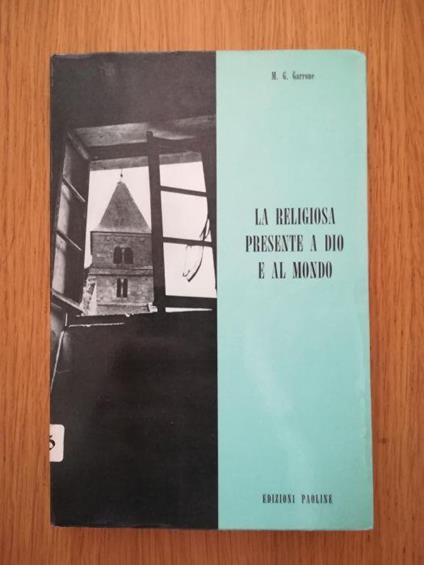 M. G. Garrone
LA RELIGIOSA
PRESENTE A DIO
E AL MONDO
EDIZIONI PAOLINE